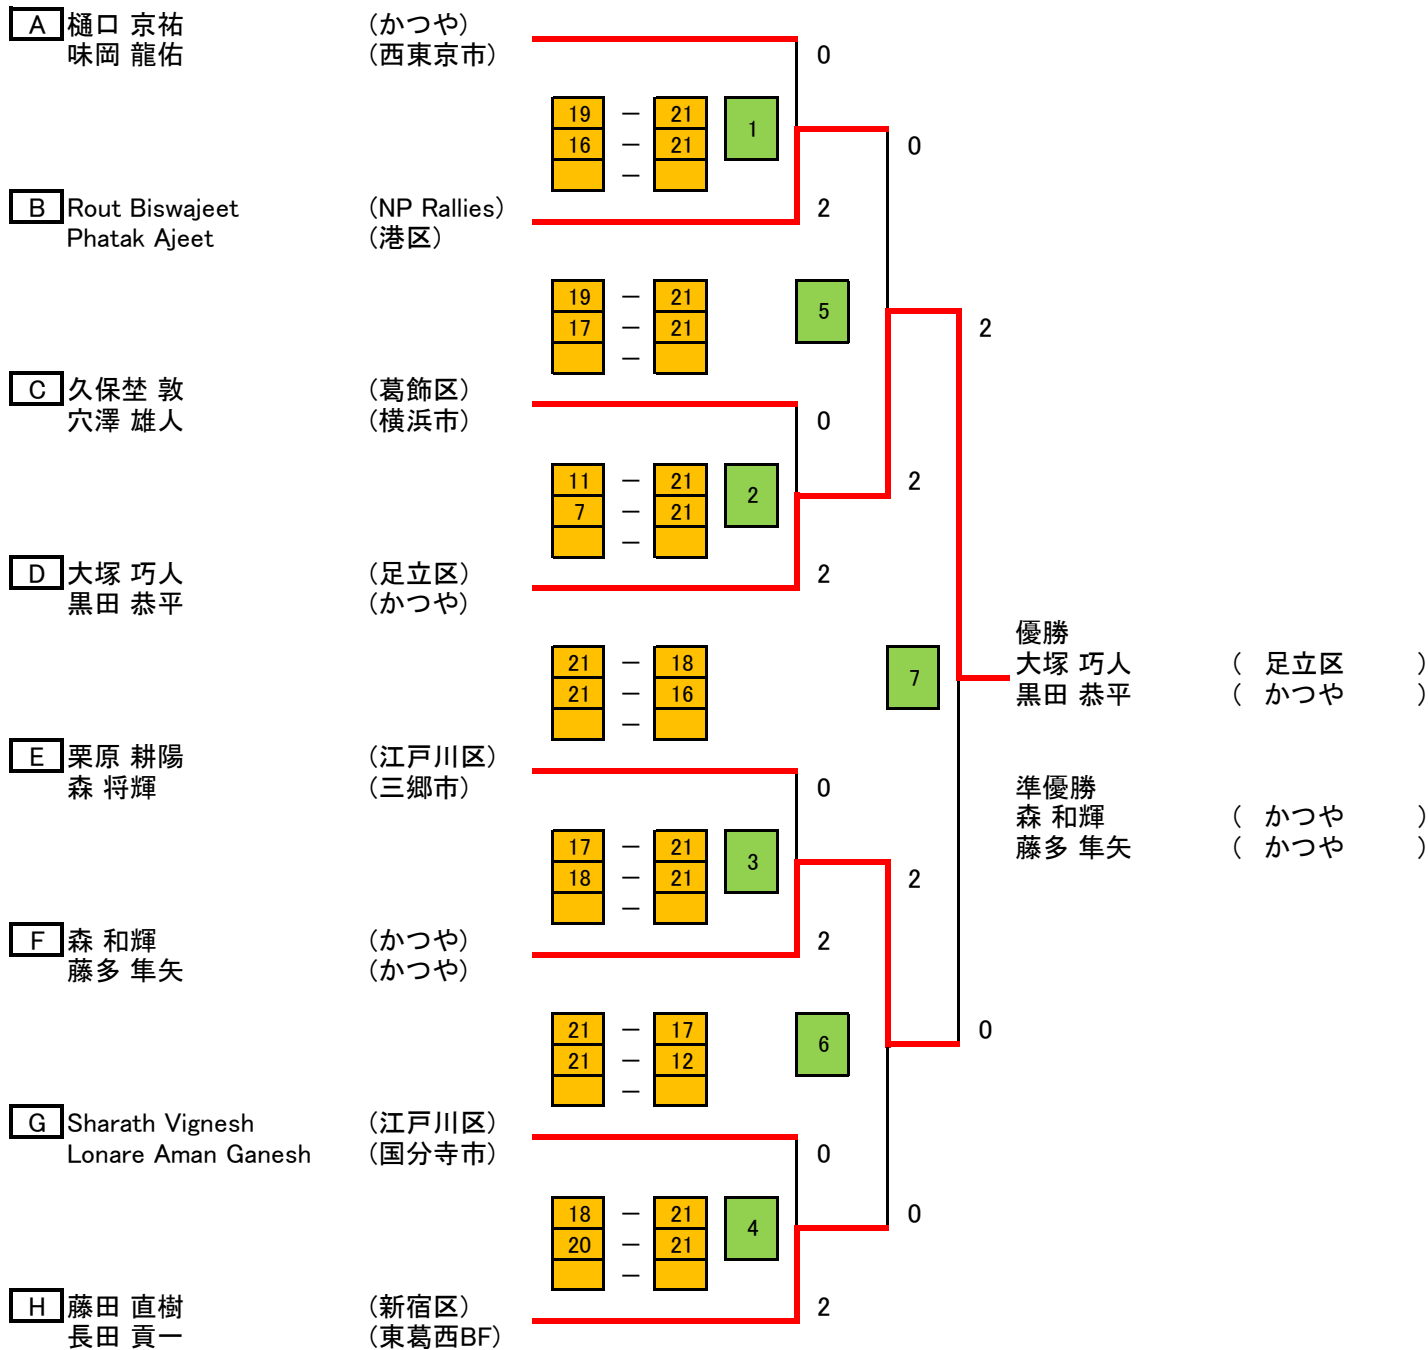 A 樋口 京祐 (かつや)
味岡 龍佑 (西東京市) 0
19 － 21 1
16 － 21 0
－
B Rout Biswajeet (NP Rallies) 2
Phatak Ajeet (港区)
19 － 21 5
17 － 21 2
－
C 久保埜 敦 (葛飾区)
穴澤 雄人 (横浜市) 0
11 － 21 2 2
7 － 21
－
D 大塚 巧人 (足立区) 2
黒田 恭平 (かつや)
優勝
21 － 18 7 大塚 巧人 ( 足立区 )
21 － 16 黒田 恭平 ( かつや )
－
E 栗原 耕陽 (江戸川区)
森 将輝 (三郷市) 0 準優勝
森 和輝 ( かつや )
17 － 21 3 藤多 隼矢 ( かつや )
18 － 21 2
－
F 森 和輝 (かつや) 2
藤多 隼矢 (かつや)
21 － 17 6 0
21 － 12
－
G Sharath Vignesh (江戸川区)
Lonare Aman Ganesh (国分寺市) 0
18 － 21 4 0
20 － 21
－
H 藤田 直樹 (新宿区) 2
長田 貢一 (東葛西BF)